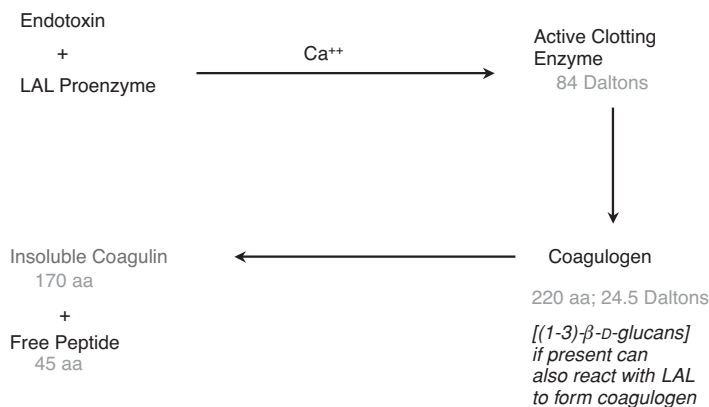 Endotoxin
+
LAL Proenzyme
Ca⁺⁺
Active Clotting
Enzyme
84 Daltons
Coagulogen
220 aa; 24.5 Daltons
[(1-3)-β-D-glucans]
if present can
also react with LAL
to form coagulogen
Insoluble Coagulin
170 aa
+
Free Peptide
45 aa